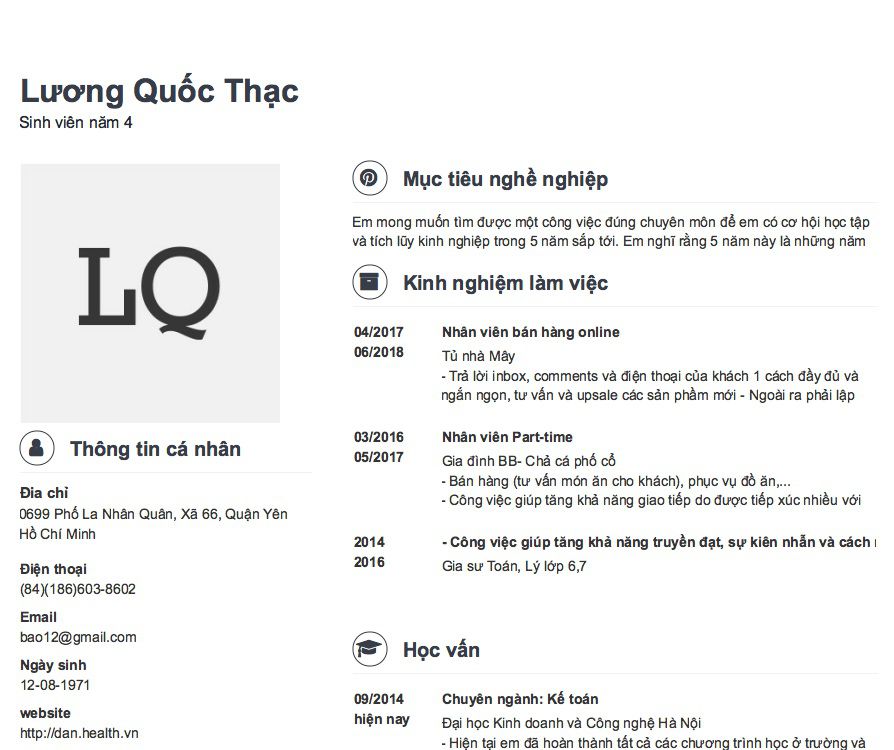 Lương Quốc Thạc
Sinh viên năm 4
LQ
Thông tin cá nhân
Đia chỉ
0699 Phố La Nhân Quân, Xã 66, Quận Yên
Hồ Chí Minh
Điện thoại
(84)(186)603-8602
Email
bao12@gmail.com
Ngày sinh
12-08-1971
website
http://dan.health.vn
Mục tiêu nghề nghiệp
Em mong muốn tìm được một công việc đúng chuyên môn để em có cơ hội học tập
và tích lũy kinh nghiệp trong 5 năm sắp tới. Em nghĩ rằng 5 năm này là những năm
Kinh nghiệm làm việc
04/2017 Nhân viên bán hàng online
06/2018 Tủ nhà Mây
- Trả lời inbox, comments và điện thoại của khách 1 cách đầy đủ và
ngắn ngọn, tư vấn và upsale các sản phầm mới - Ngoài ra phải lập
03/2016 Nhân viên Part-time
05/2017 Gia đình BB- Chả cá phố cổ
- Bán hàng (tư vấn món ăn cho khách), phục vụ đồ ăn,...
- Công việc giúp tăng khả năng giao tiếp do được tiếp xúc nhiều với
2014 - Công việc giúp tăng khả năng truyền đạt, sự kiên nhẫn và cách
2016 Gia sư Toán, Lý lớp 6,7
Học vấn
09/2014 Chuyên ngành: Kế toán
hiện nay Đại học Kinh doanh và Công nghệ Hà Nội
- Hiện tại em đã hoàn thành tất cả các chương trình học ở trường và